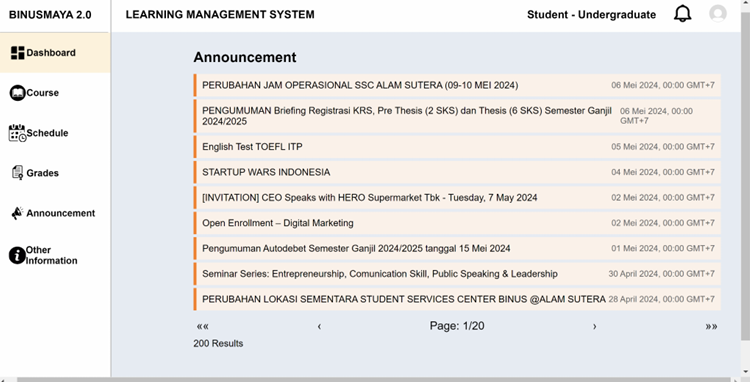 BINUSMAYA 2.0
LEARNING MANAGEMENT SYSTEM
Student - Undergraduate
Dashboard
Course
Schedule
Grades
Announcement
Other
Information
Announcement
PERUBAHAN JAM OPERASIONAL SSC ALAM SUTERA (09-10 MEI 2024)
06 Mei 2024, 00:00 GMT+7
PENGUMUMAN Briefing Registrasi KRS, Pre Thesis (2 SKS) dan Thesis (6 SKS) Semester Ganjil
2024/2025
06 Mei 2024, 00:00
GMT+7
English Test TOEFL ITP
05 Mei 2024, 00:00 GMT+7
STARTUP WARS INDONESIA
04 Mei 2024, 00:00 GMT+7
[INVITATION] CEO Speaks with HERO Supermarket Tbk - Tuesday, 7 May 2024
02 Mei 2024, 00:00 GMT+7
Open Enrollment – Digital Marketing
02 Mei 2024, 00:00 GMT+7
Pengumuman Autodebet Semester Ganjil 2024/2025 tanggal 15 Mei 2024
01 Mei 2024, 00:00 GMT+7
Seminar Series: Entrepreneurship, Comunication Skill, Public Speaking & Leadership
30 April 2024, 00:00 GMT+7
PERUBAHAN LOKASI SEMENTARA STUDENT SERVICES CENTER BINUS @ALAM SUTERA
28 April 2024, 00:00 GMT+7
«« ‹ Page: 1/20 › »»
200 Results